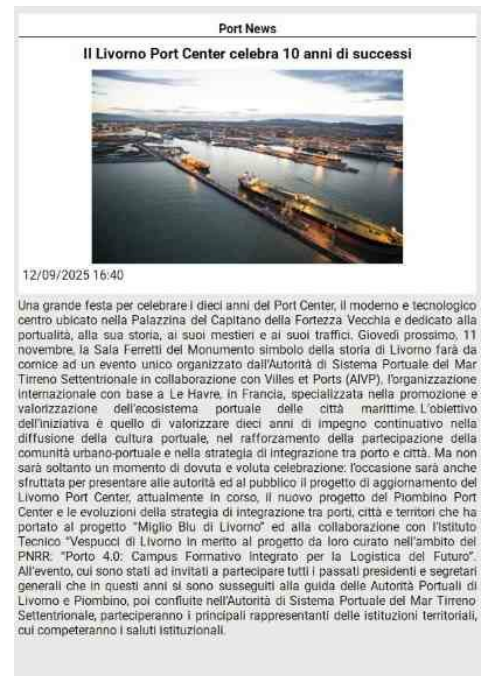 Port News
Il Livorno Port Center celebra 10 anni di successi
12/09/2025 16:40
Una grande festa per celebrare i dieci anni del Port Center, il moderno e tecnologico
centro ubicato nella Palazzina del Capitano della Fortezza Vecchia e dedicato alla
portualità, alla sua storia, ai suoi mestieri e ai suoi traffici. Giovedì prossimo, 11
novembre, la Sala Ferretti del Monumento simbolo della storia di Livorno farà da
cornice ad un evento unico organizzato dall'Autorità di Sistema Portuale del Mar
Tirreno Settentrionale in collaborazione con Villes et Ports (AIVP), l'organizzazione
internazionale con base a Le Havre, in Francia, specializzata nella promozione e
valorizzazione dell'ecosistema portuale delle città marittime. L'obiettivo
dell'iniziativa è quello di valorizzare dieci anni di impegno continuativo nella
diffusione della cultura portuale, nel rafforzamento della partecipazione della
comunità urbano-portuale e nella strategia di integrazione tra porto e città. Ma non
sarà soltanto un momento di dovuta e voluta celebrazione: l'occasione sarà anche
sfruttata per presentare alle autorità ed al pubblico il progetto di aggiornamento del
Livorno Port Center, attualmente in corso, il nuovo progetto del Piombino Port
Center e le evoluzioni della strategia di integrazione tra porti, città e territori che ha
portato al progetto "Miglio Blu di Livorno" ed alla collaborazione con l'Istituto
Tecnico "Vespucci di Livorno in merito al progetto da loro curato nell'ambito del
PNRR: "Porto 4.0: Campus Formativo Integrato per la Logistica del Futuro".
All'evento, cui sono stati ad invitati a partecipare tutti i passati presidenti e segretari
generali che in questi anni si sono susseguiti alla guida delle Autorità Portuali di
Livorno e Piombino, poi confluite nell'Autorità di Sistema Portuale del Mar Tirreno
Settentrionale, parteciperanno i principali rappresentanti delle istituzioni territoriali,
cui competeranno i saluti istituzionali.